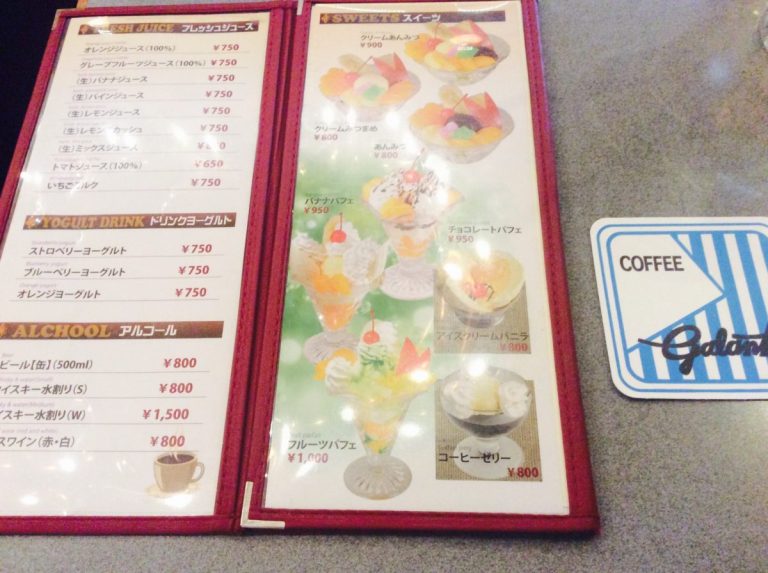 FRESH JUICE フレッシュジュース
オレンジジュース(100%) ¥750
グレープフルーツジュース(100%) ¥750
(生)バナナジュース ¥750
(生)パインジュース ¥750
(生)レモンジュース ¥750
(生)レモンスカッシュ
(生)ミックスジュース
トマトジュース(100%) ¥650
いちごミルク ¥750
YOGULT DRINK ドリンクヨーグルト
Strawberry yogurt
ストロベリーヨーグルト ¥750
Blueberry yogurt
ブルーベリーヨーグルト ¥750
Orange yogurt
オレンジヨーグルト ¥750
ALCHOOL アルコール
ビール【缶】(500ml) ¥800
イスキー水割り(S) ¥800
イスキー水割り(W) ¥1,500
スワイン(赤・白) ¥800
SWEETS スイーツ
クリームあんみつ
¥900
クリームみつまめ
¥800
あんみつ
¥800
バナナパフェ
¥950
チョコレートパフェ
¥950
アイスクリームバニラ
¥800
フルーツパフェ
¥1,000
コーヒーゼリー
¥800
COFFEE
Galant